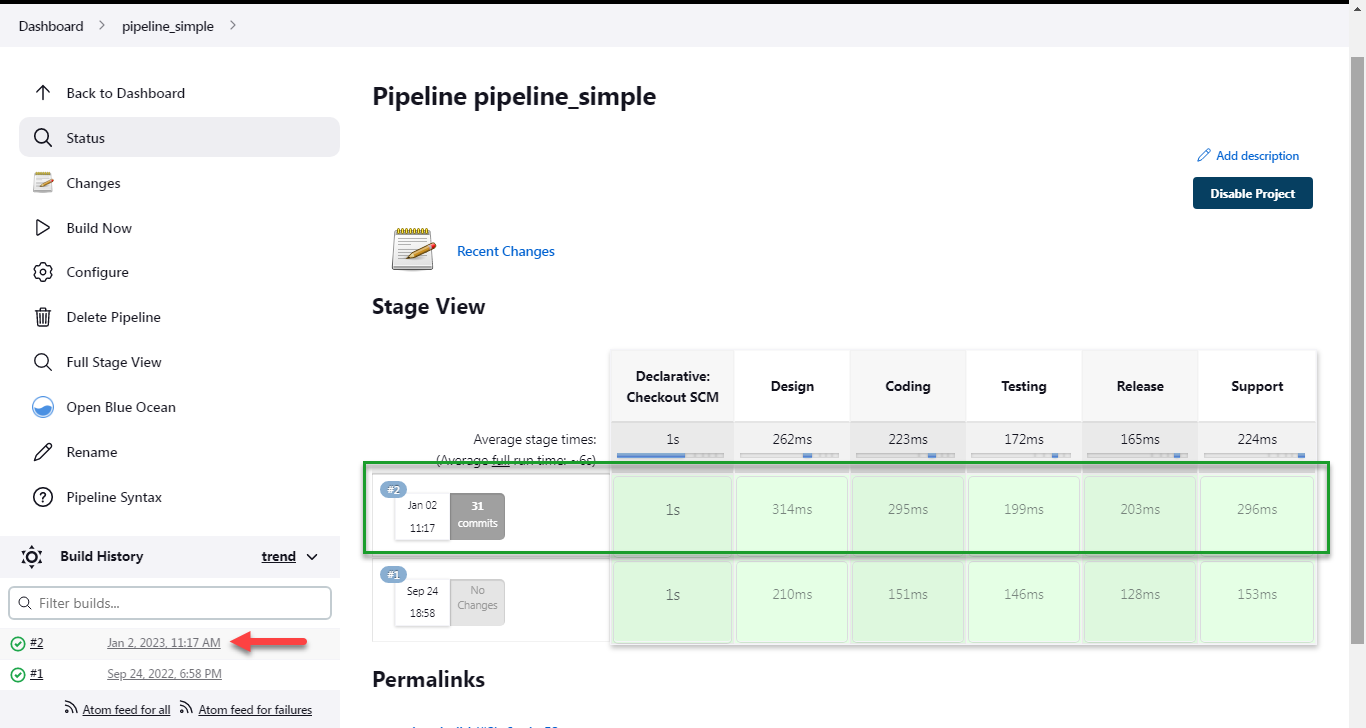 Dashboard > pipeline_simple >
Back to Dashboard
Status
Changes
Build Now
Configure
Delete Pipeline
Full Stage View
Open Blue Ocean
Rename
Pipeline Syntax
Build History trend
Filter builds...
#2 Jan 2, 2023, 11:17 AM
#1 Sep 24, 2022, 6:58 PM
Atom feed for all Atom feed for failures
Pipeline pipeline_simple
Add description
Disable Project
Recent Changes
Stage View
Declarative:
Checkout SCM Design Coding Testing Release Support
Average stage times: 1s 262ms 223ms 172ms 165ms 224ms
(Average full run time: ~6s)
#2
Jan 02
11:17
31
commits
1s 314ms 295ms 199ms 203ms 296ms
#1
Sep 24
18:58
No
Changes
1s 210ms 151ms 146ms 128ms 153ms
Permalinks